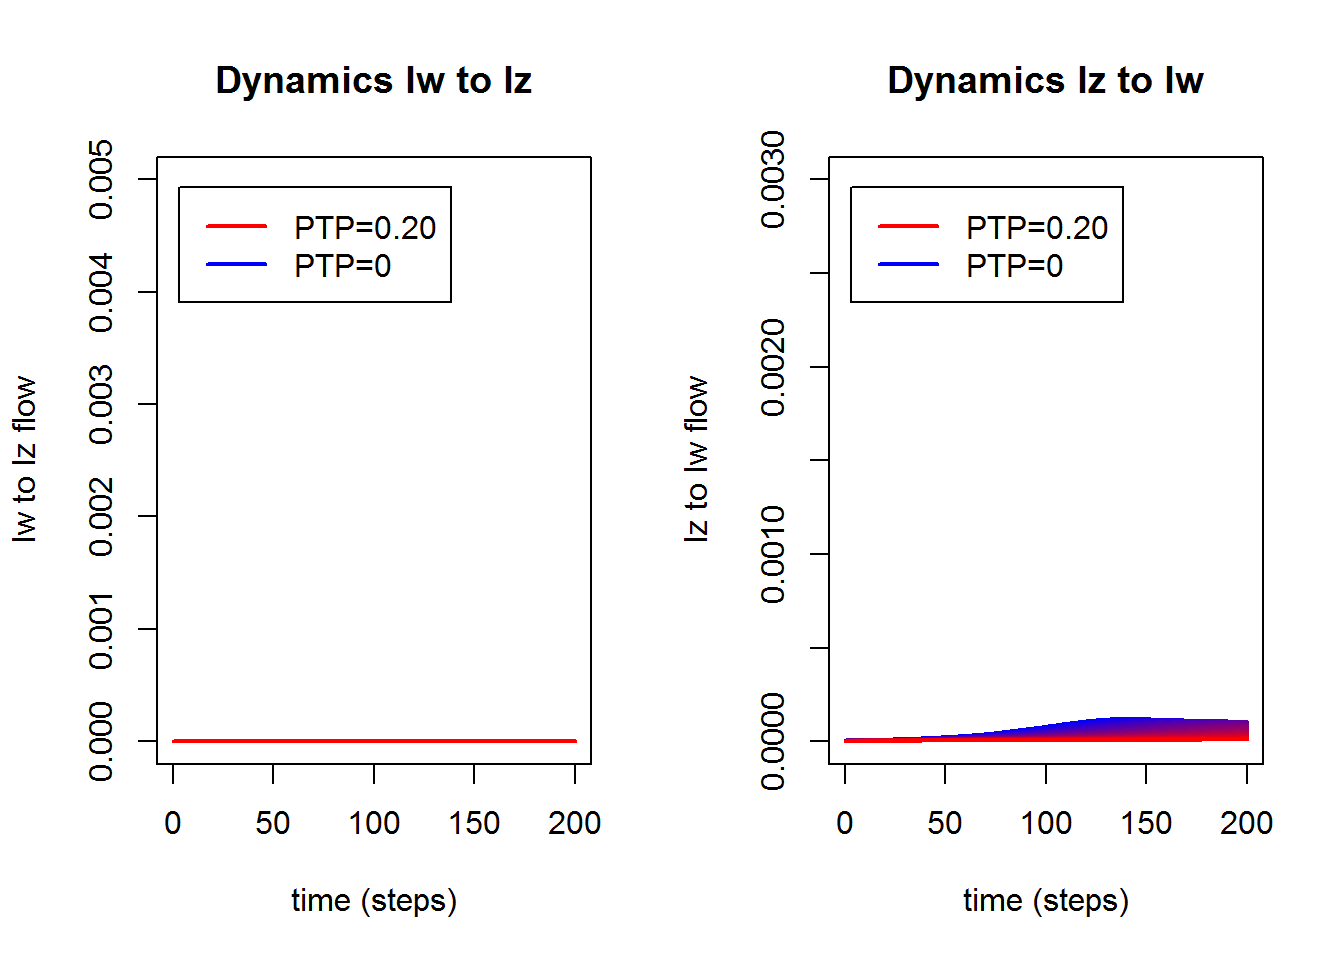 Dynamics Iw to Iz
Iw to Iz flow
0.005
0.004
0.003
0.002
0.001
0.000
PTP=0.20
PTP=0
0 50 100 150 200
time (steps)
Dynamics Iz to Iw
Iz to Iw flow
0.0030
0.0020
0.0010
0.0000
PTP=0.20
PTP=0
0 50 100 150 200
time (steps)